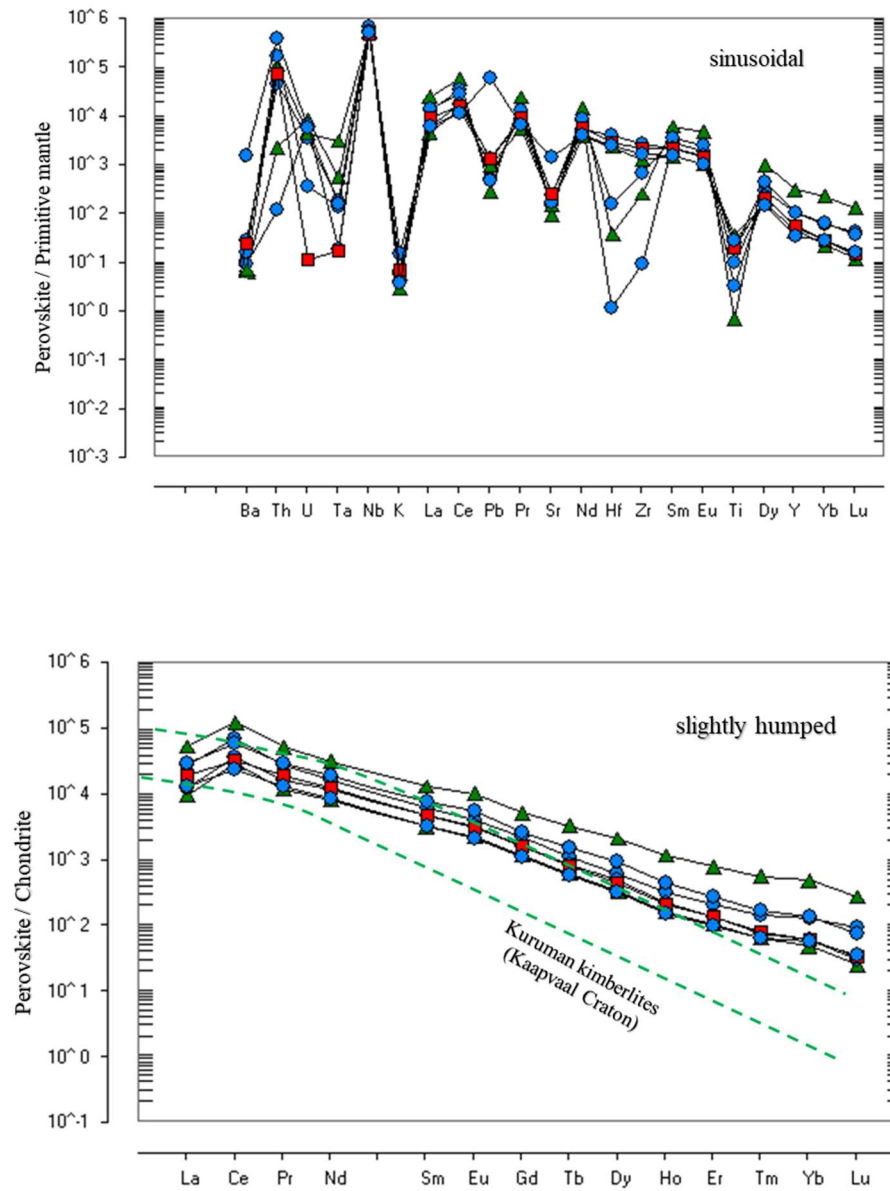 sinusoidal
Perovskite / Primitive mantle
10^6
10^5
10^4
10^3
10^2
10^1
10^0
10^-1
10^-2
10^-3
Ba Th U Ta Nb K La Ce Pb Pr Sr Nd Hf Zr Sm Eu Ti Dy Y Yb Lu
slightly humped
Perovskite / Chondrite
10^6
10^5
10^4
10^3
10^2
10^1
10^0
10^-1
Kuruman kimberlites
(Kaapvaal Craton)
La Ce Pr Nd Sm Eu Gd Tb Dy Ho Er Tm Yb Lu